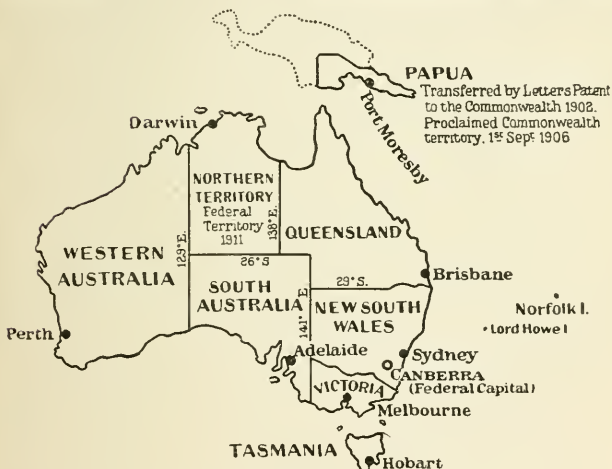 PAPUA
Transferred by Letters Patent
to the Commonwealth 1902.
Proclaimed Commonwealth
territory, 1st Sept. 1906
Port Moresby
Darwin
NORTHERN
TERRITORY
Federal
Territory
1911
129° E.
138° E.
QUEENSLAND
WESTERN
AUSTRALIA
26° S
SOUTH
AUSTRALIA
141° E.
29° S.
Brisbane
NEW SOUTH
WALES
Norfolk I.
Lord Howe I
Perth
Adelaide
Sydney
CANBERRA
(Federal Capital)
VICTORIA
Melbourne
TASMANIA
Hobart